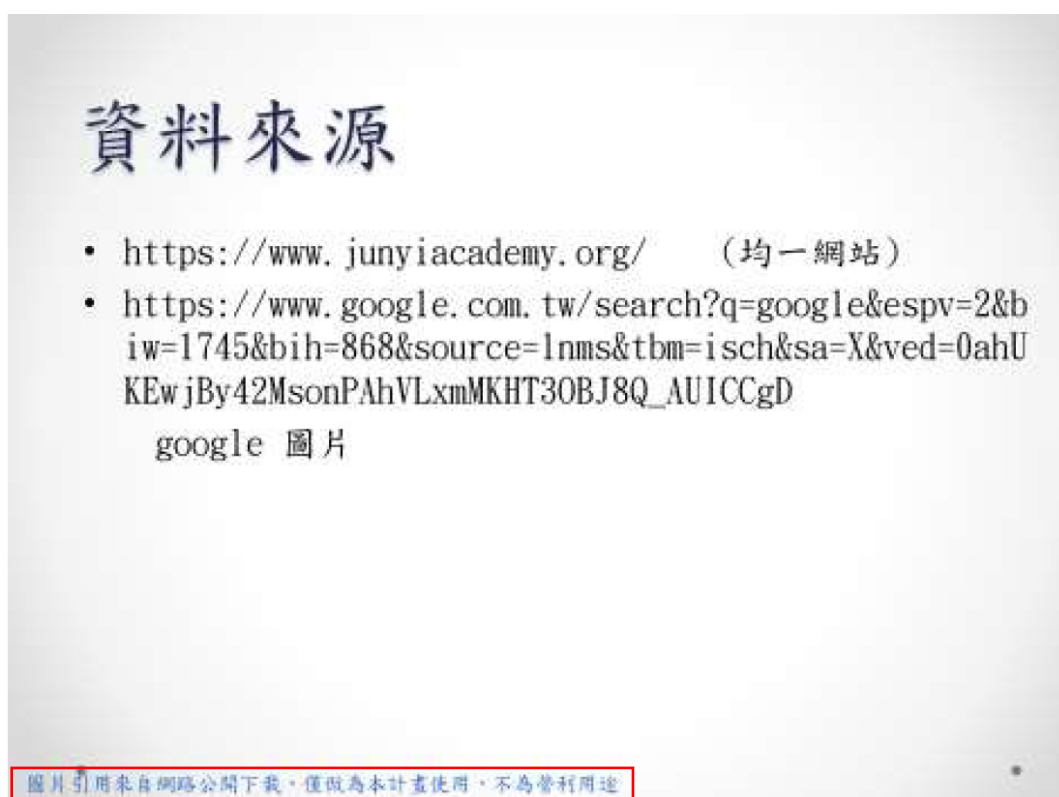 資料來源
• https://www.junyiacademy.org/ (均一網站)
• https://www.google.com.tw/search?q=google&espv=2&b
iw=1745&bih=868&source=lnms&tbm=isch&sa=X&ved=0ahU
KEwjBy42MsonPAhVLxmMKHT3OBJ8Q_AUICCgD
google 圖片
圖片引用來自網路公開下載，僅做為本計畫使用，不為營利用途